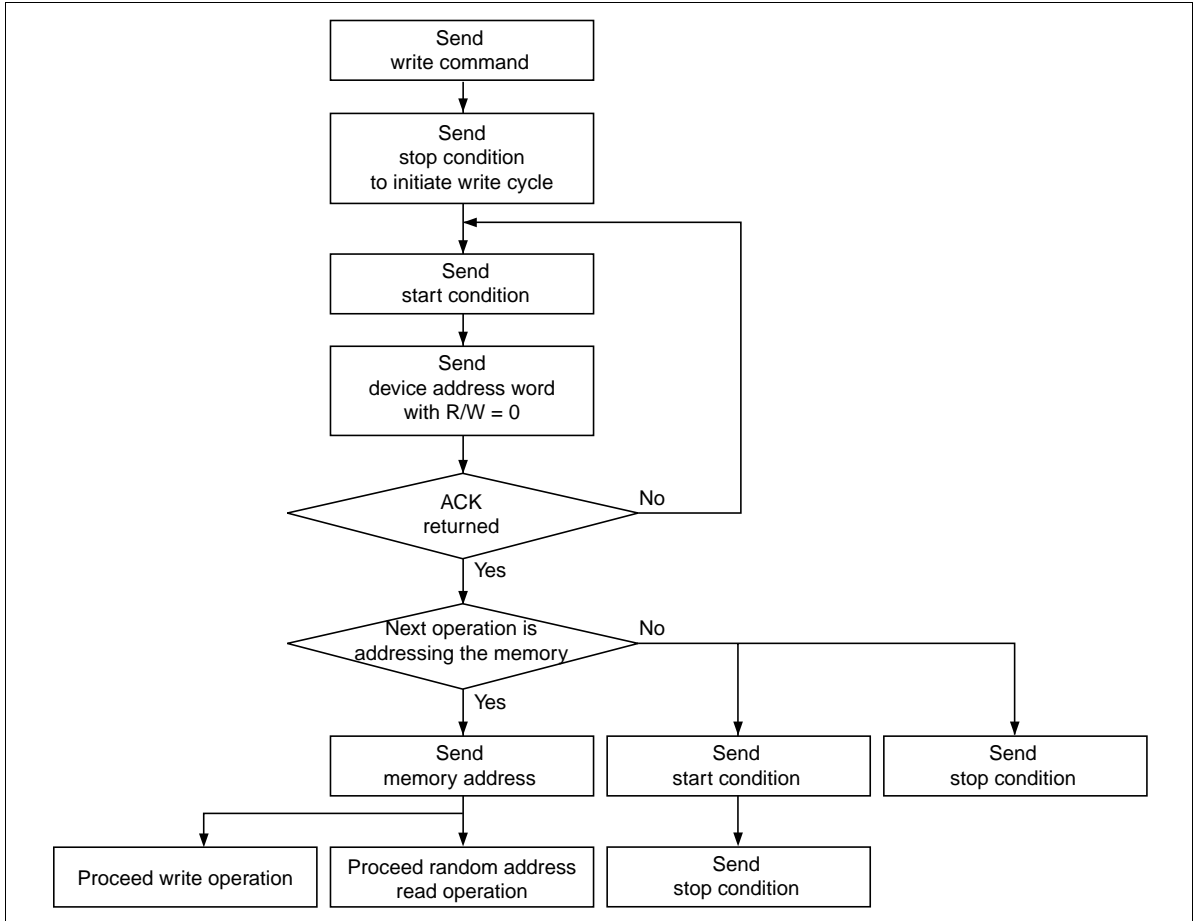 Send
write command
Send
stop condition
to initiate write cycle
Send
start condition
Send
device address word
with R/W = 0
ACK
returned
No
Yes
Next operation is
addressing the memory
No
Yes
Send
memory address
Send
start condition
Send
stop condition
Proceed write operation
Proceed random address
read operation
Send
stop condition